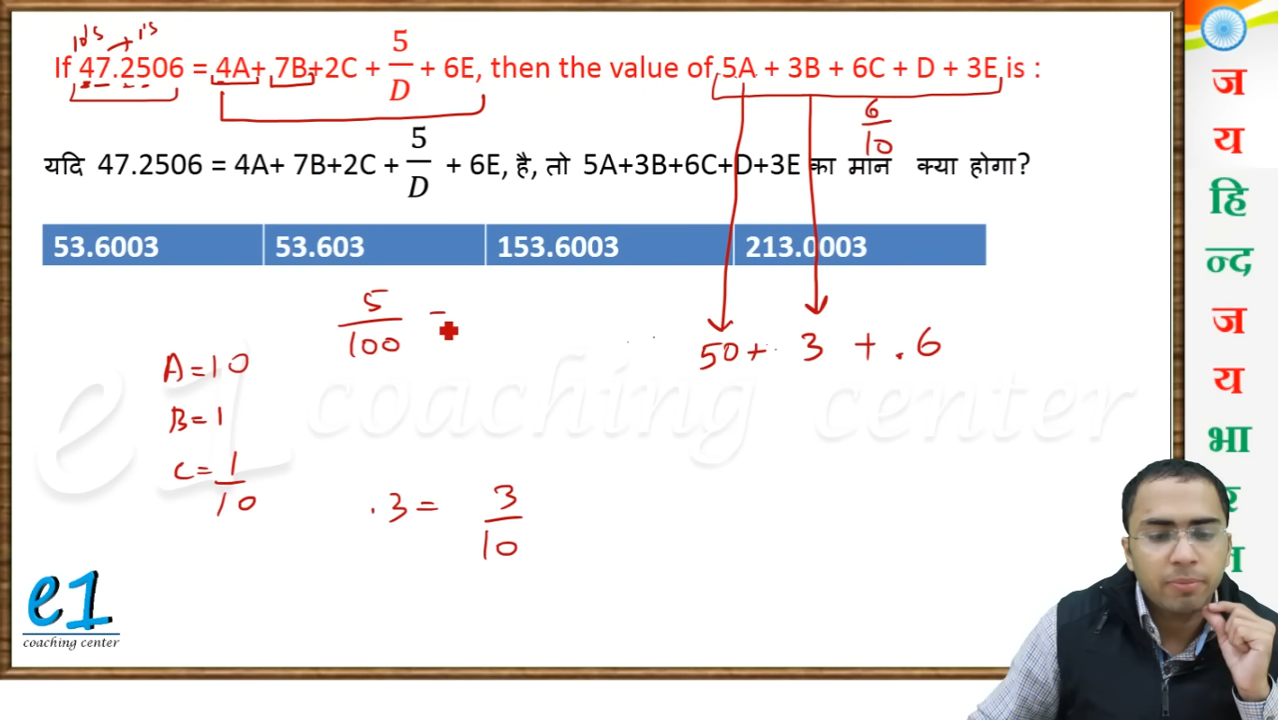 10's 1's
If 47.2506 = 4A+ 7B+2C + 5/D + 6E, then the value of 5A + 3B + 6C + D + 3E is :
6/10
यदि 47.2506 = 4A+ 7B+2C + 5/D + 6E, है, तो 5A+3B+6C+D+3E का मान क्या होगा?
53.6003 53.603 153.6003 213.0003
5/100 =
50 + 3 + .6
A=10
B=1
C=1/10
.3 = 3/10
e1 coaching center
e1
coaching center
ज
य
हि
न्द
ज
य
भा
र